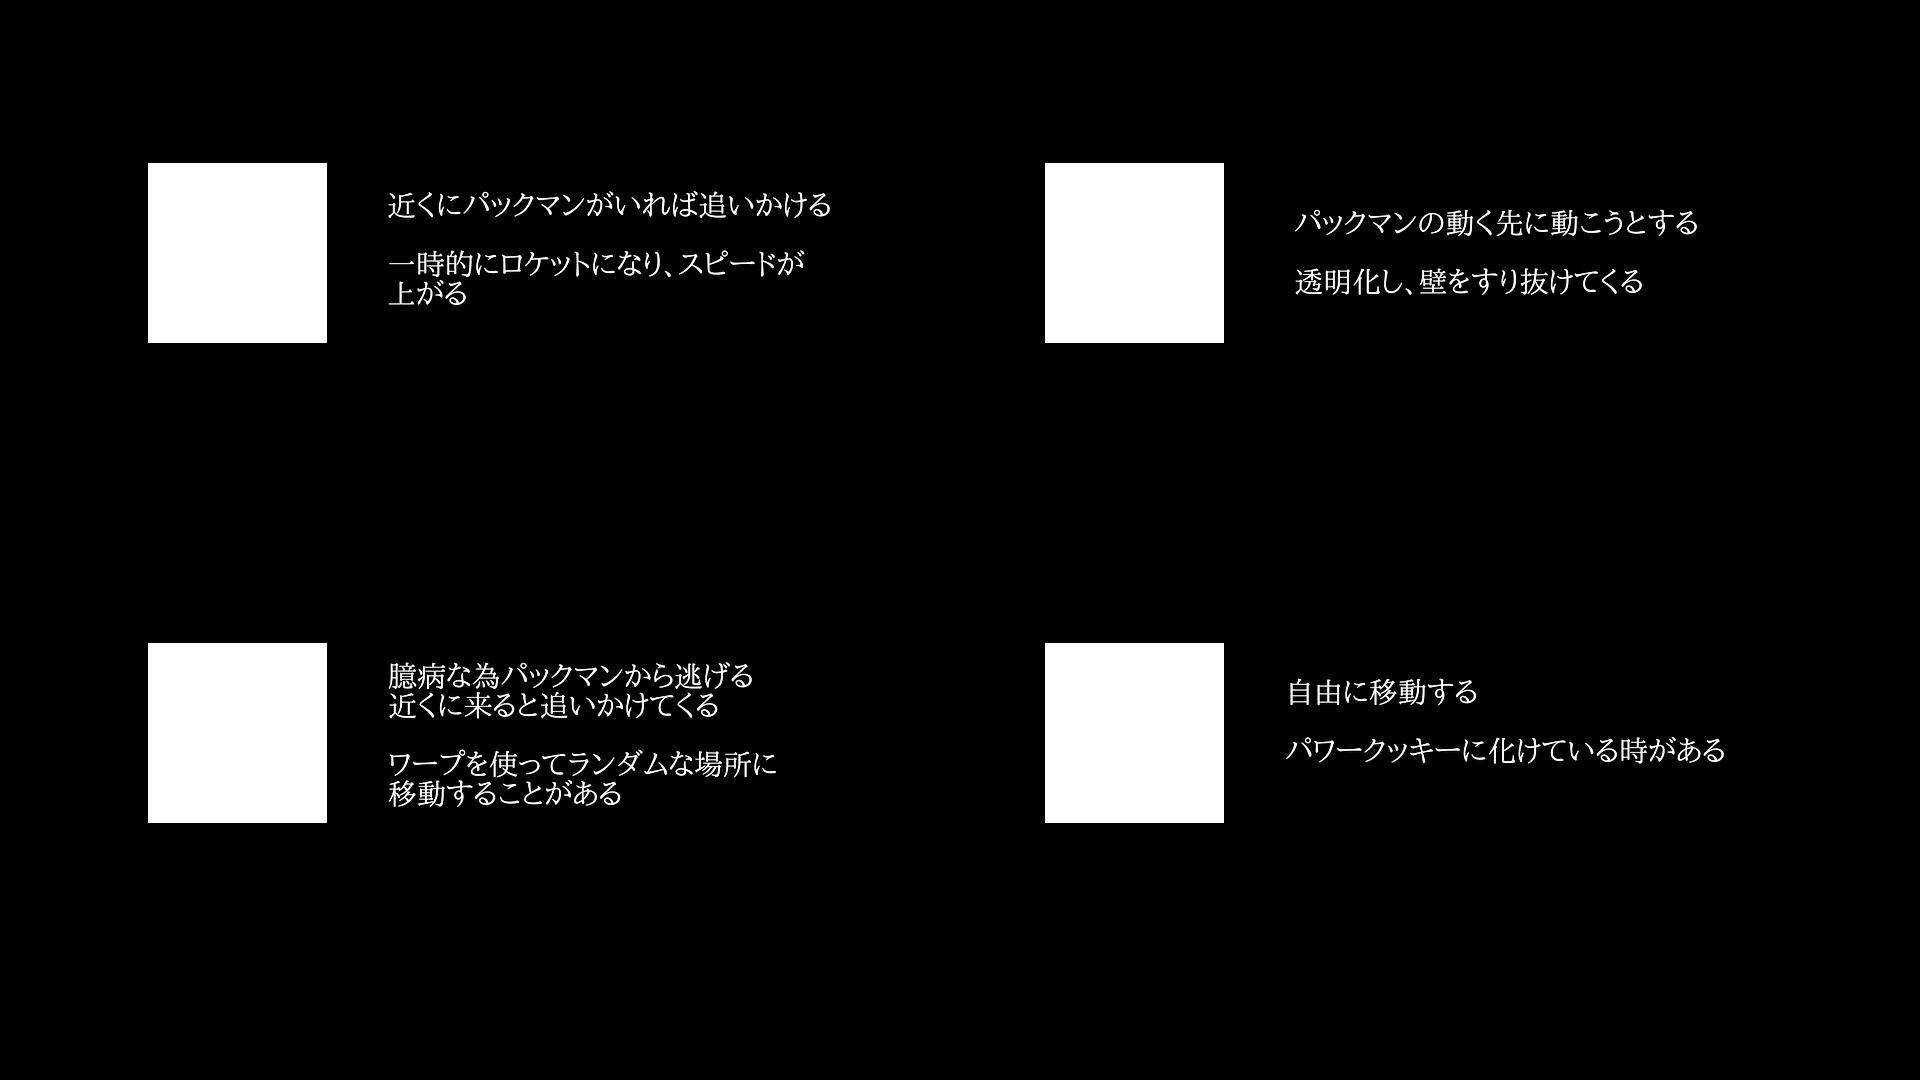 近くにパックマンがいれば追いかける
一時的にロケットになり、スピードが
上がる
パックマンの動く先に動こうとする
透明化し、壁をすり抜けてくる
臆病な為パックマンから逃げる
近くに来ると追いかけてくる
ワープを使ってランダムな場所に
移動することがある
自由に移動する
パワークッキーに化けている時がある